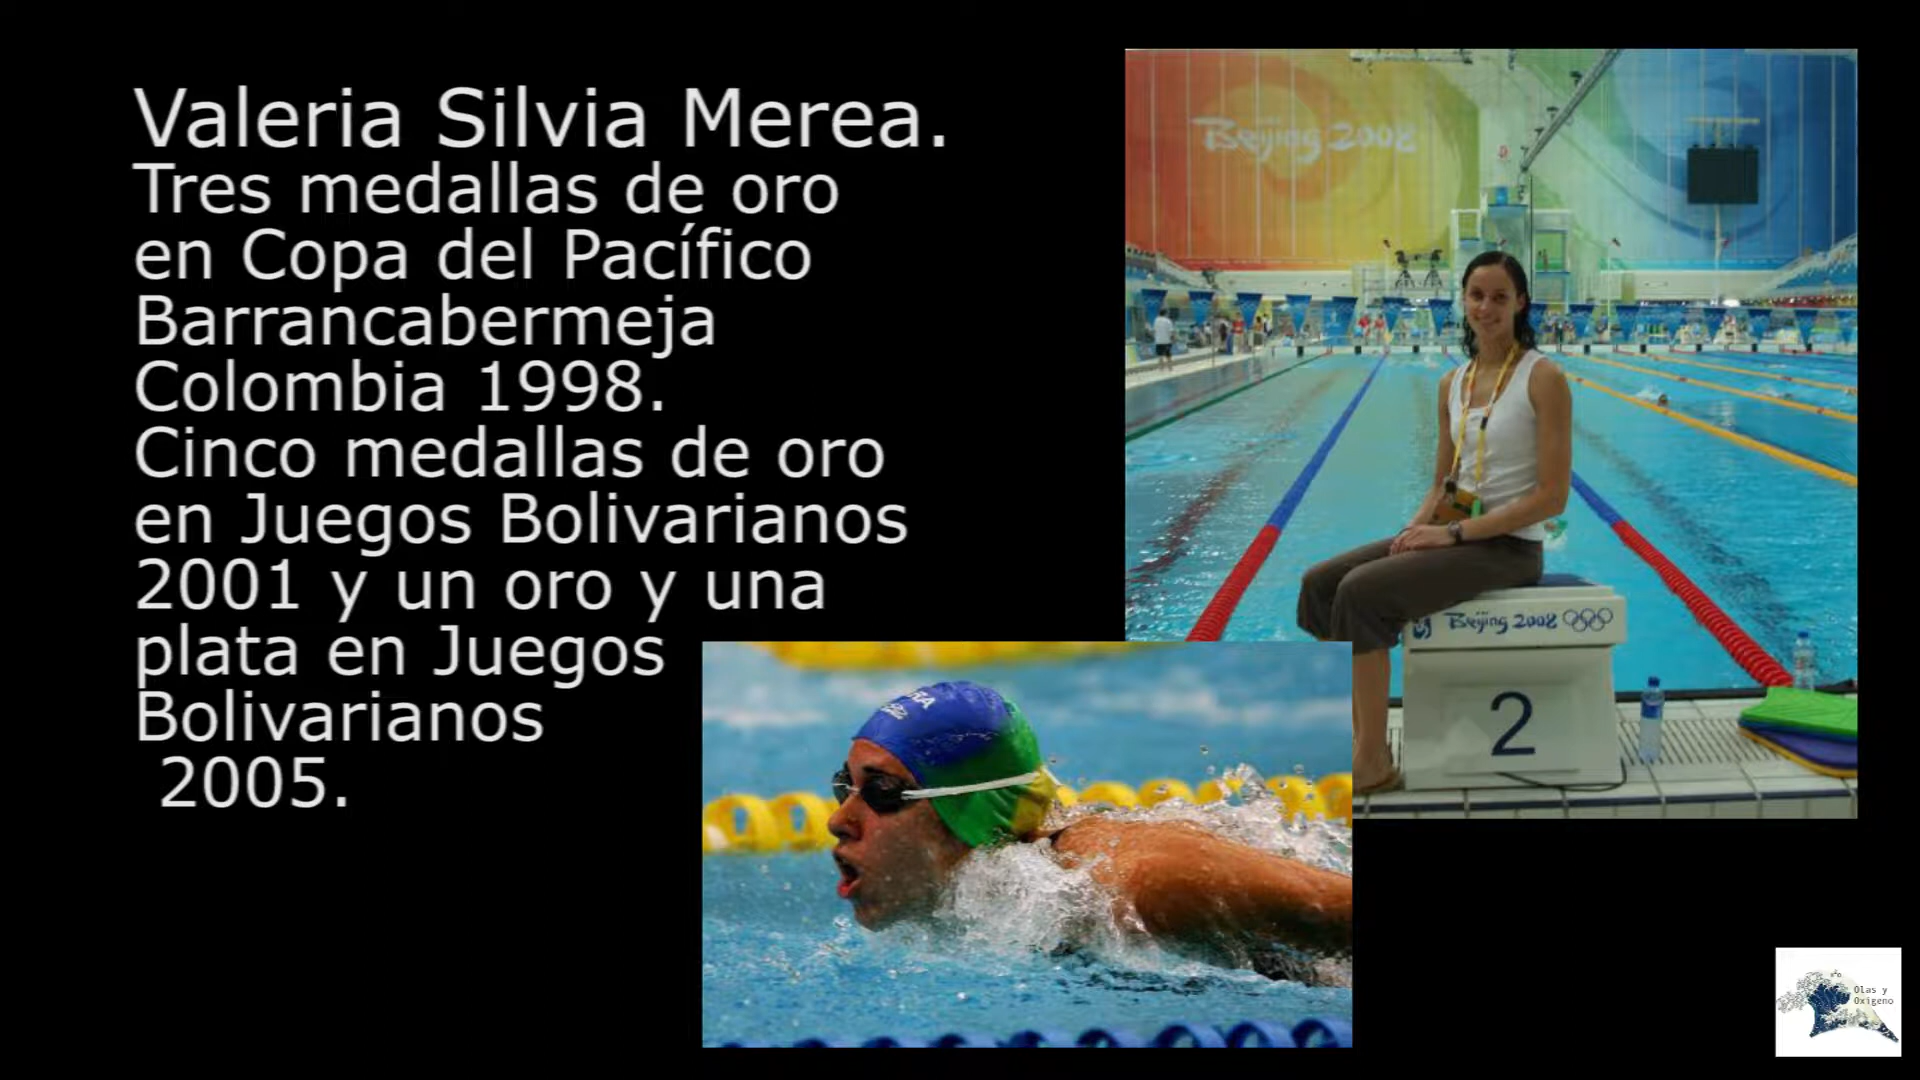 Valeria Silvia Merea.
Tres medallas de oro
en Copa del Pacífico
Barrancabermeja
Colombia 1998.
Cinco medallas de oro
en Juegos Bolivarianos
2001 y un oro y una
plata en Juegos
Bolivarianos
2005.
Beijing 2008
Beijing 2008
2
Olas y
Oxígeno